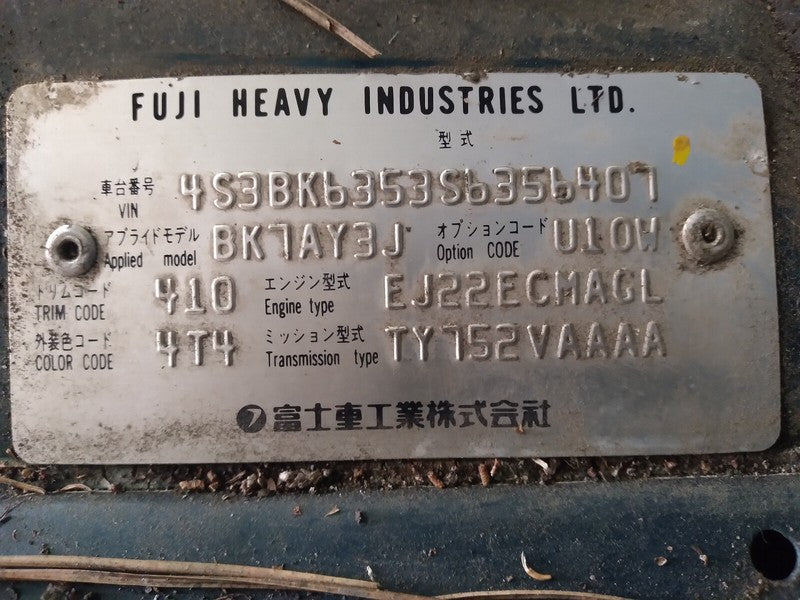 FUJI HEAVY INDUSTRIES LTD.
型式
車台番号 VIN 4S3BK6353S6356407
アプライドモデル Applied model BK7AY3J オプションコード Option CODE U10W
トリムコード TRIM CODE 410 エンジン型式 Engine type EJ22ECMAGL
外装色コード COLOR CODE 4T4 ミッション型式 Transmission type TY752VAAAA
富士重工業株式会社